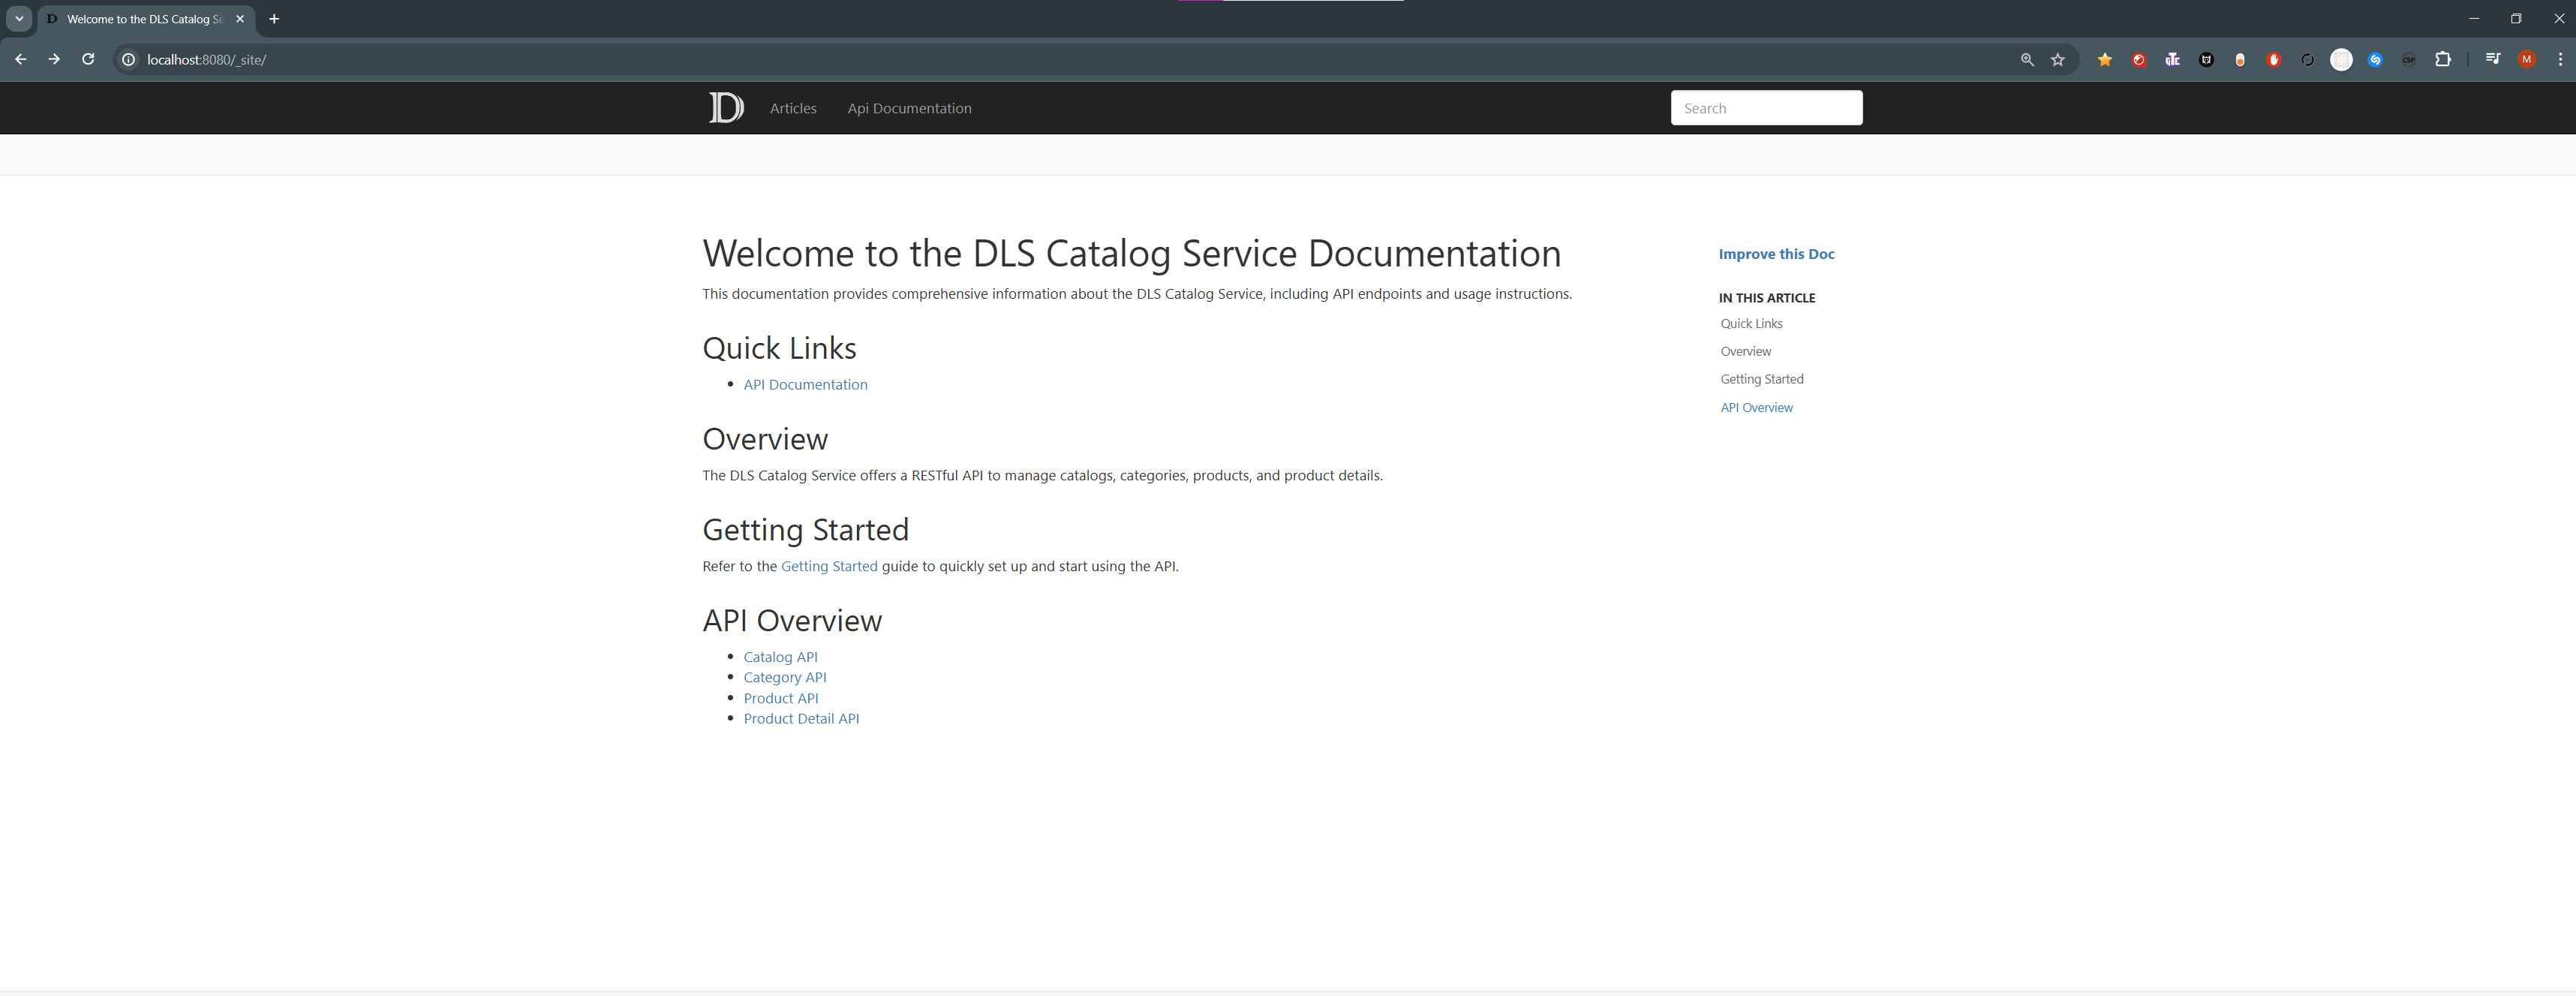 D Welcome to the DLS Catalog Se
localhost:8080/_site/
M
D Articles Api Documentation Search
Welcome to the DLS Catalog Service Documentation
This documentation provides comprehensive information about the DLS Catalog Service, including API endpoints and usage instructions.
Quick Links
API Documentation
Overview
The DLS Catalog Service offers a RESTful API to manage catalogs, categories, products, and product details.
Getting Started
Refer to the Getting Started guide to quickly set up and start using the API.
API Overview
Catalog API
Category API
Product API
Product Detail API
Improve this Doc
IN THIS ARTICLE
Quick Links
Overview
Getting Started
API Overview